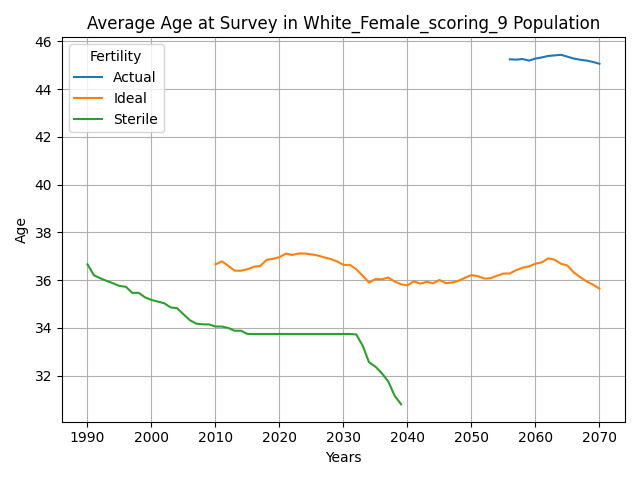 Average Age at Survey in White_Female_scoring_9 Population
Fertility
Actual
Ideal
Sterile
46
44
42
40
38
36
34
32
Age
1990 2000 2010 2020 2030 2040 2050 2060 2070
Years